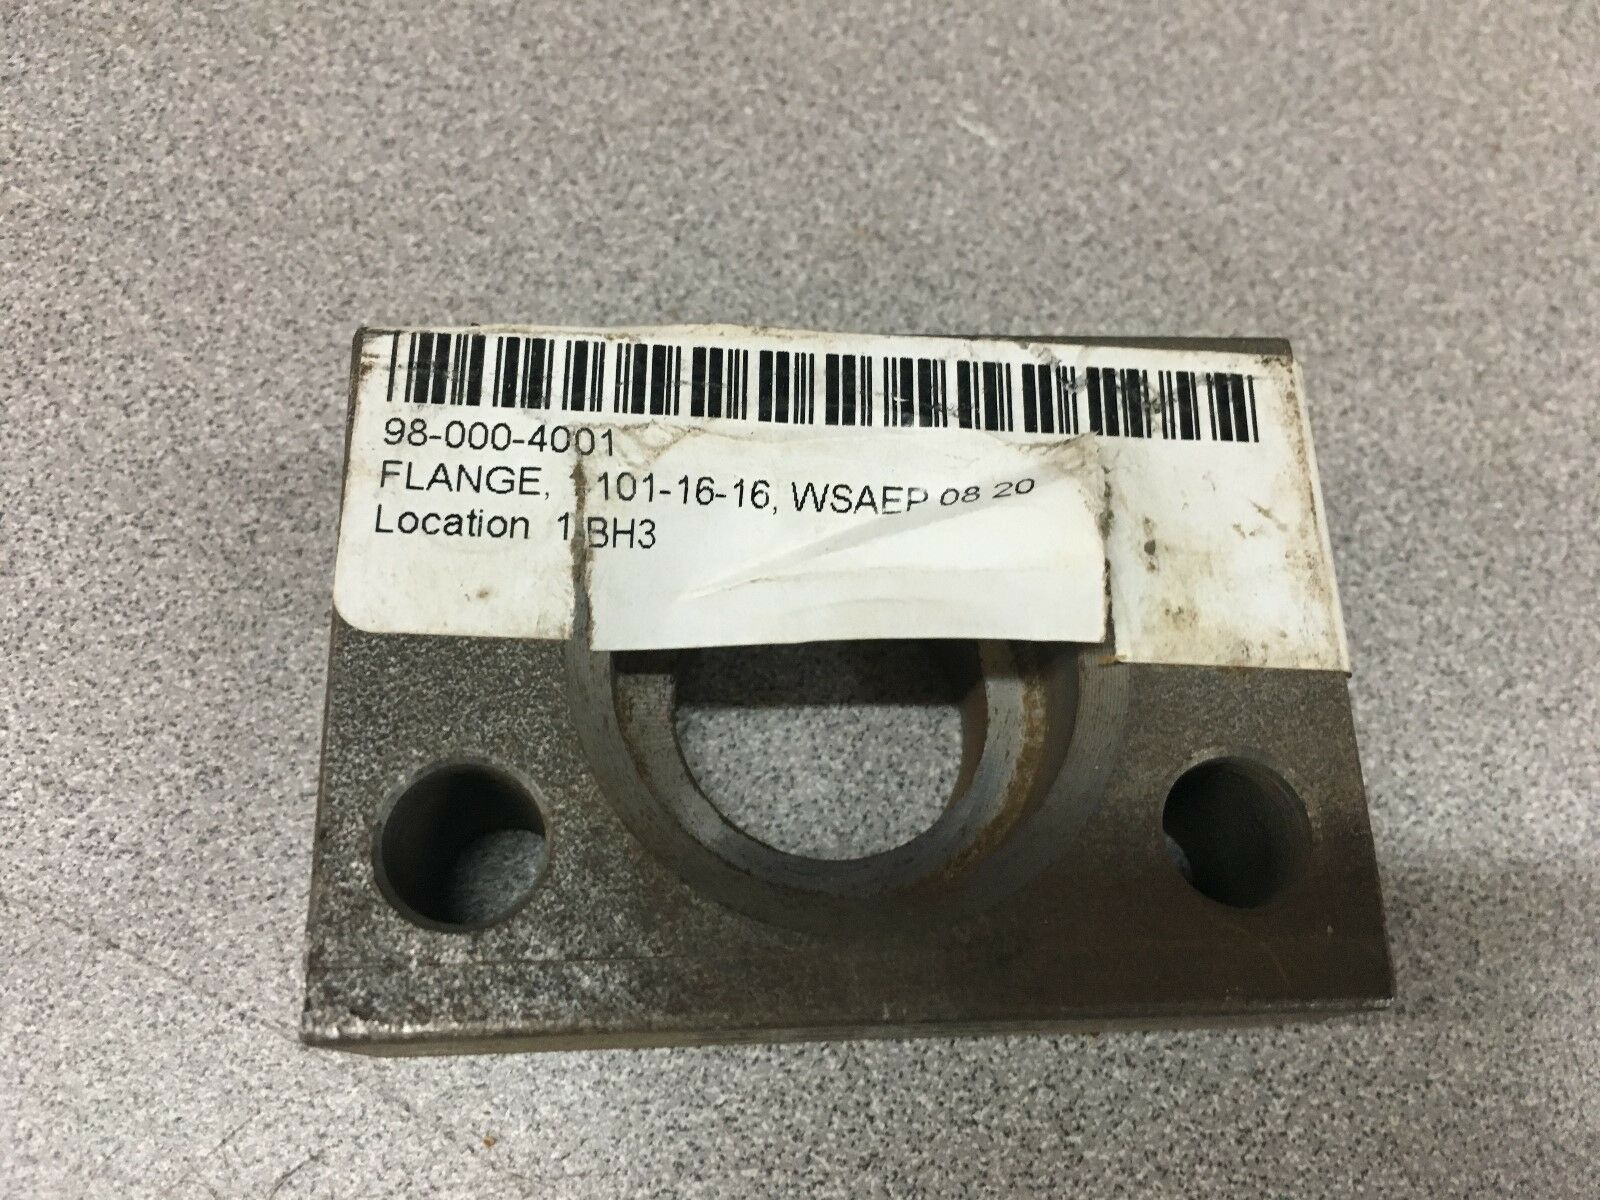 98-000-4001
FLANGE, 101-16-16, WSAEP 08 20
Location 1 BH3